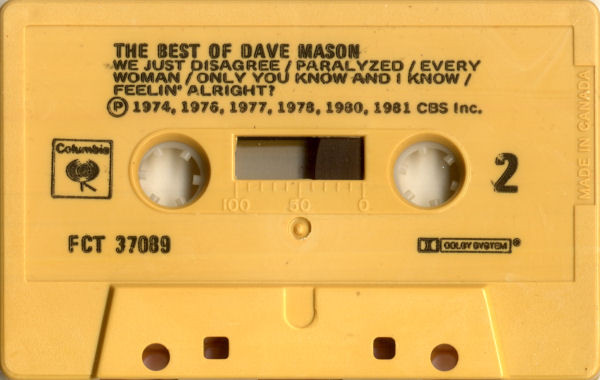 THE BEST OF DAVE MASON
WE JUST DISAGREE / PARALYZED / EVERY
WOMAN / ONLY YOU KNOW AND I KNOW /
FEELIN' ALRIGHT?
Ⓟ 1974, 1976, 1977, 1978, 1980, 1981 CBS Inc.
Columbia
2
MADE IN CANADA
100 50 0
FCT 37089
DOLBY SYSTEM®